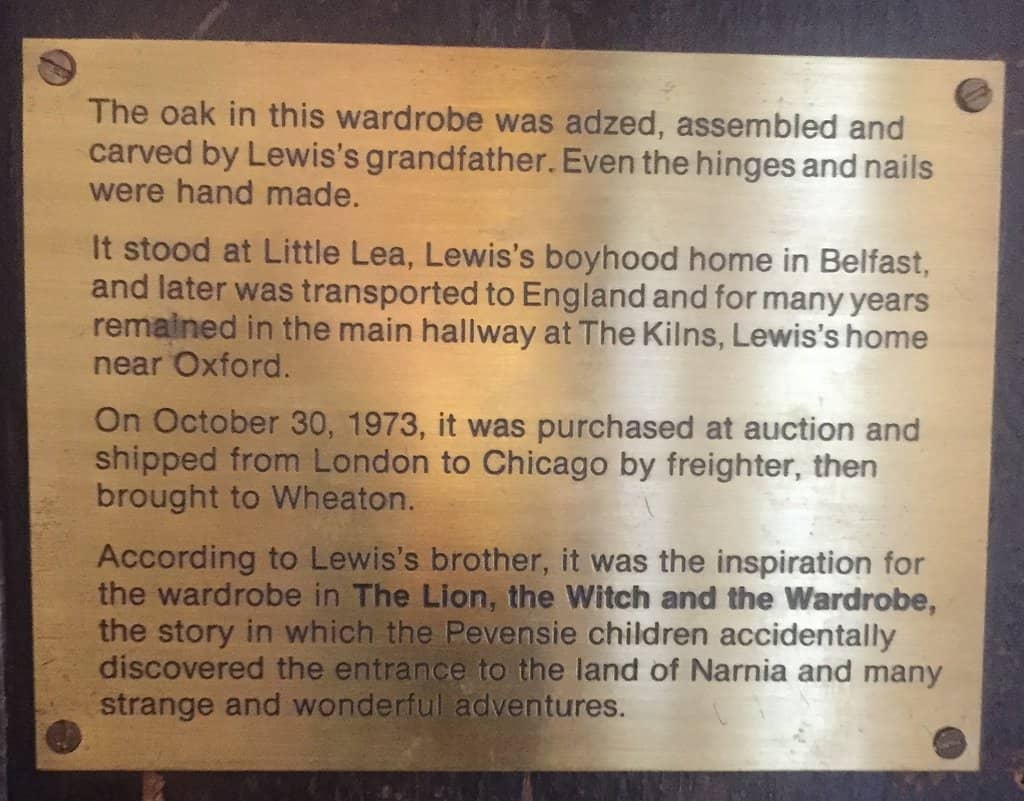 The oak in this wardrobe was adzed, assembled and
carved by Lewis's grandfather. Even the hinges and nails
were hand made.
It stood at Little Lea, Lewis's boyhood home in Belfast,
and later was transported to England and for many years
remained in the main hallway at The Kilns, Lewis's home
near Oxford.
On October 30, 1973, it was purchased at auction and
shipped from London to Chicago by freighter, then
brought to Wheaton.
According to Lewis's brother, it was the inspiration for
the wardrobe in The Lion, the Witch and the Wardrobe,
the story in which the Pevensie children accidentally
discovered the entrance to the land of Narnia and many
strange and wonderful adventures.